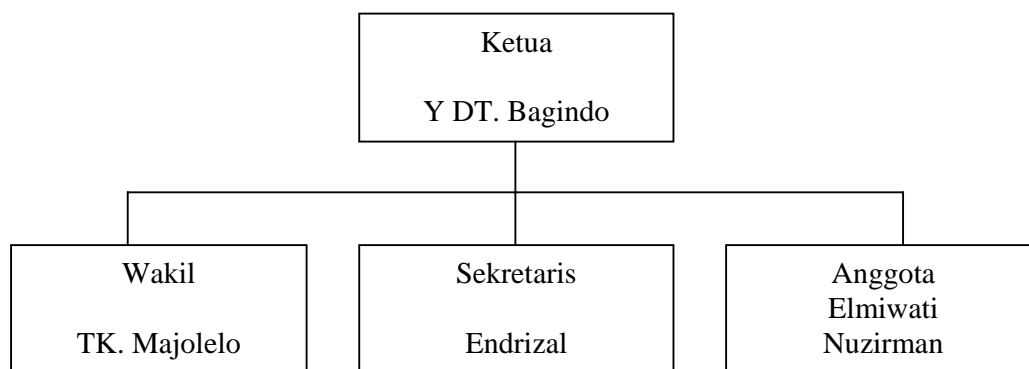 Ketua
Y DT. Bagindo
Wakil
TK. Majolelo
Sekretaris
Endrizal
Anggota
Elmiwati
Nuzirman